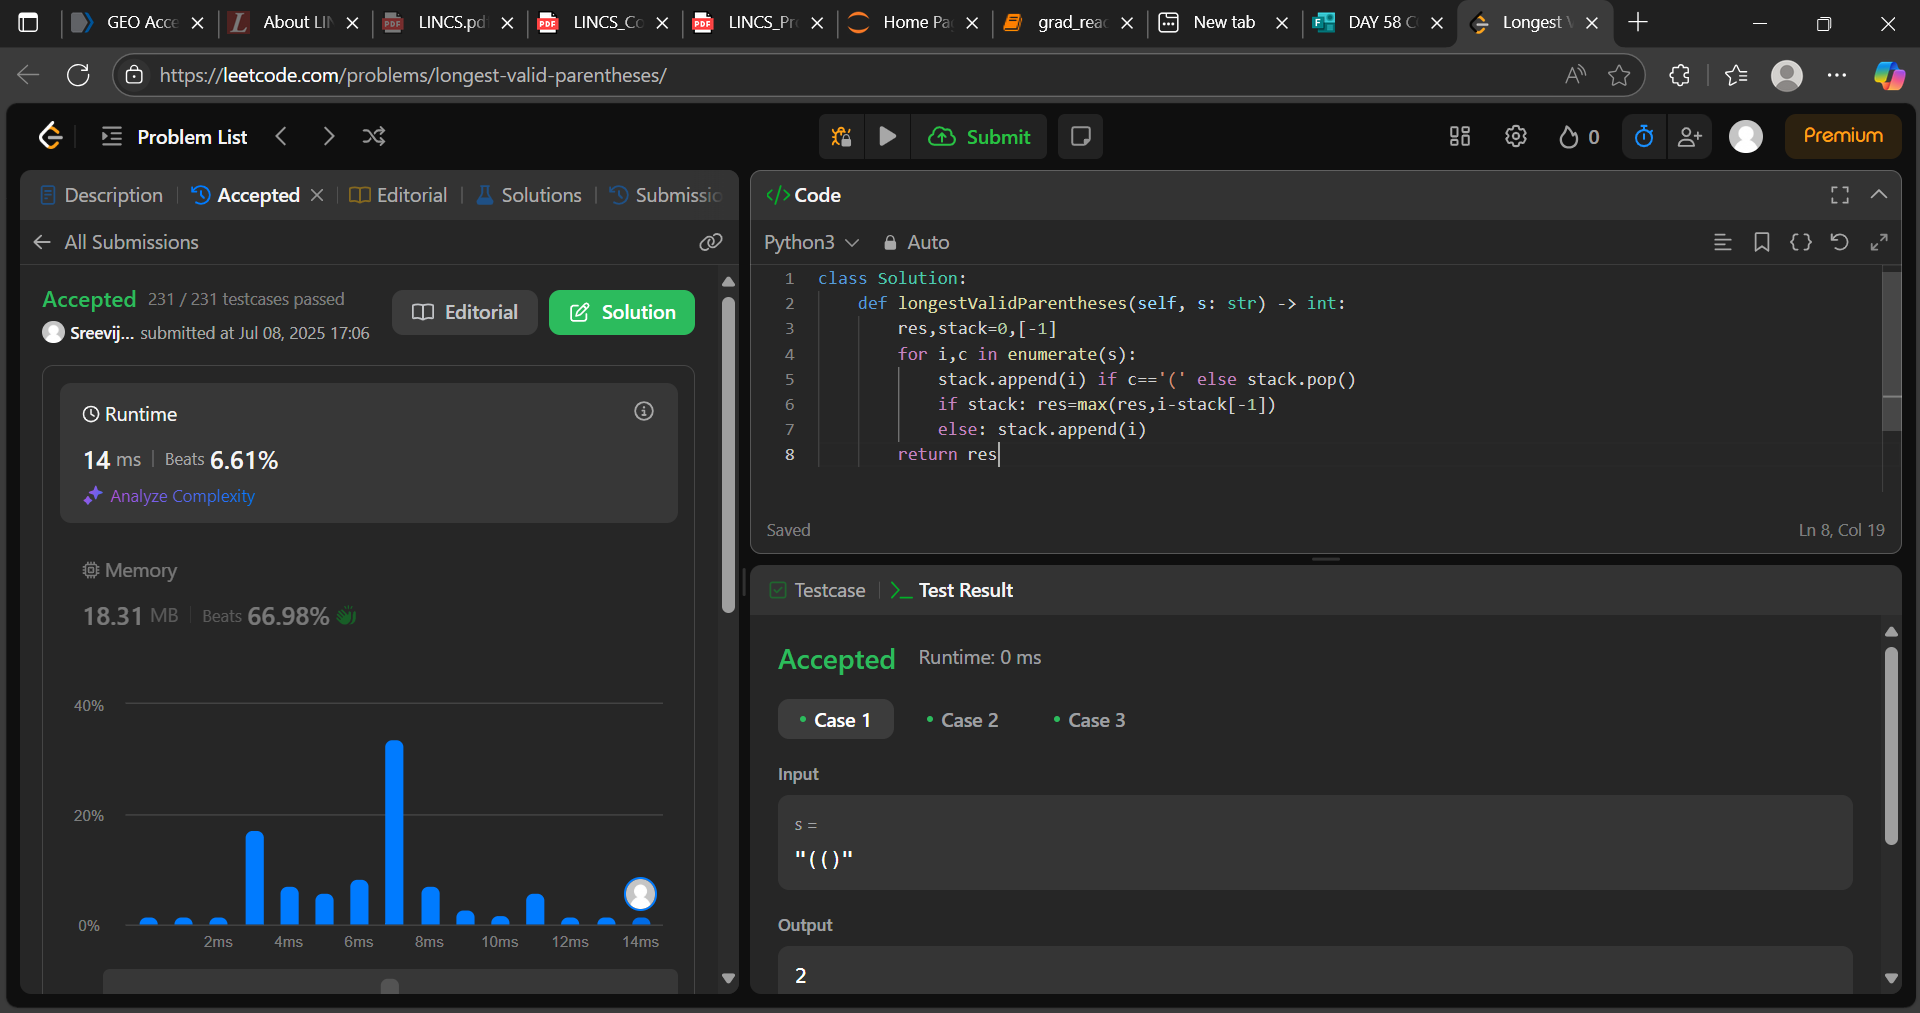 GEO Acce
About LIN
LINCS.pd
LINCS_Co
LINCS_Pr
Home Pa
grad_rea
New tab
DAY 58 C
Longest V
https://leetcode.com/problems/longest-valid-parentheses/
Problem List
Submit
0
Premium
Description
Accepted
Editorial
Solutions
Submissio
</> Code
All Submissions
Python3
Auto
Accepted 231 / 231 testcases passed
Sreevij... submitted at Jul 08, 2025 17:06
Editorial
Solution
Runtime
14 ms | Beats 6.61%
Analyze Complexity
Memory
18.31 MB | Beats 66.98%
40%
20%
0%
2ms
4ms
6ms
8ms
10ms
12ms
14ms
1 class Solution:
2 def longestValidParentheses(self, s: str) -> int:
3 res,stack=0,[-1]
4 for i,c in enumerate(s):
5 stack.append(i) if c=='(' else stack.pop()
6 if stack: res=max(res,i-stack[-1])
7 else: stack.append(i)
8 return res
Saved
Ln 8, Col 19
Testcase
Test Result
Accepted Runtime: 0 ms
Case 1
Case 2
Case 3
Input
s =
"(()"
Output
2